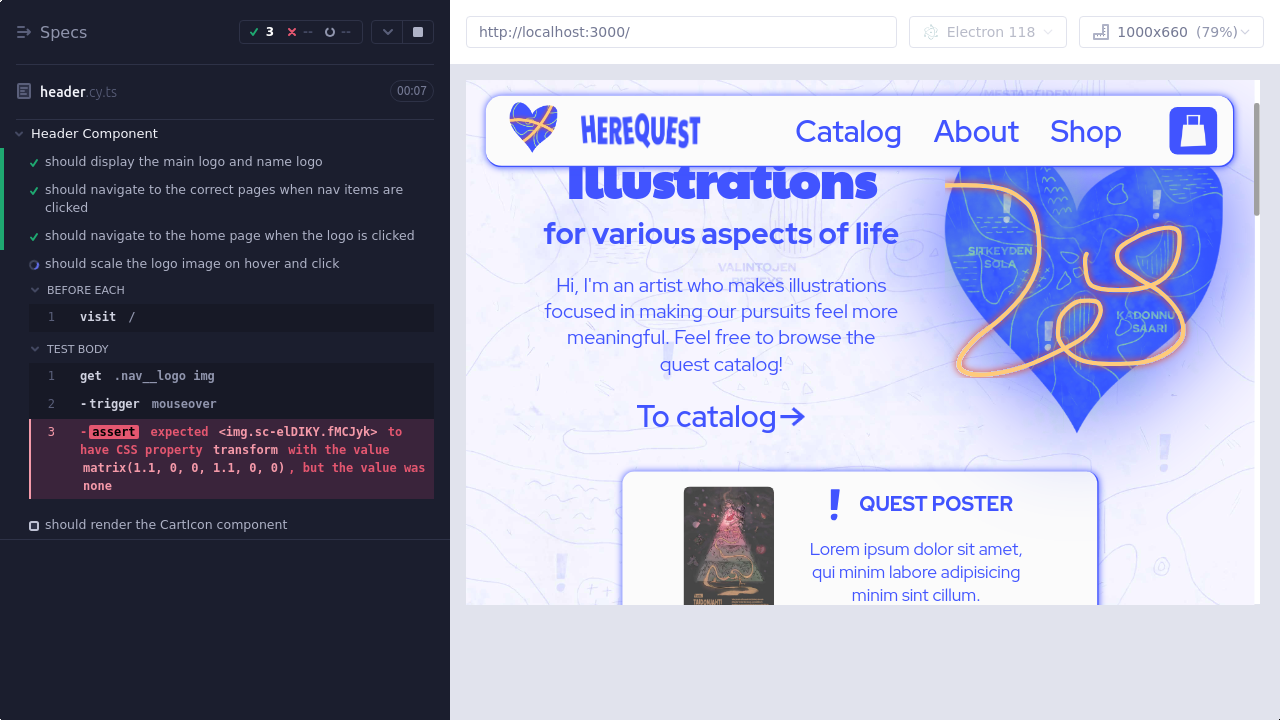 Specs
3
--
--
http://localhost:3000/
Electron 118
1000x660 (79%)
header.cy.ts
00:07
Header Component
should display the main logo and name logo
should navigate to the correct pages when nav items are
clicked
should navigate to the home page when the logo is clicked
should scale the logo image on hover and click
BEFORE EACH
1 visit /
TEST BODY
1 get .nav__logo img
2 -trigger mouseover
3 -assert expected <img.sc-elDIKY.fMCJyk> to
have CSS property transform with the value
matrix(1.1, 0, 0, 1.1, 0, 0), but the value was
none
should render the CartIcon component
HEREQUEST
Catalog
About
Shop
Illustrations
for various aspects of life
VALINTOJEN
SITKEYDEN
SOLA
KADONNU
SAARI
Hi, I'm an artist who makes illustrations
focused in making our pursuits feel more
meaningful. Feel free to browse the
quest catalog!
To catalog→
! QUEST POSTER
Lorem ipsum dolor sit amet,
qui minim labore adipisicing
minim sint cillum.